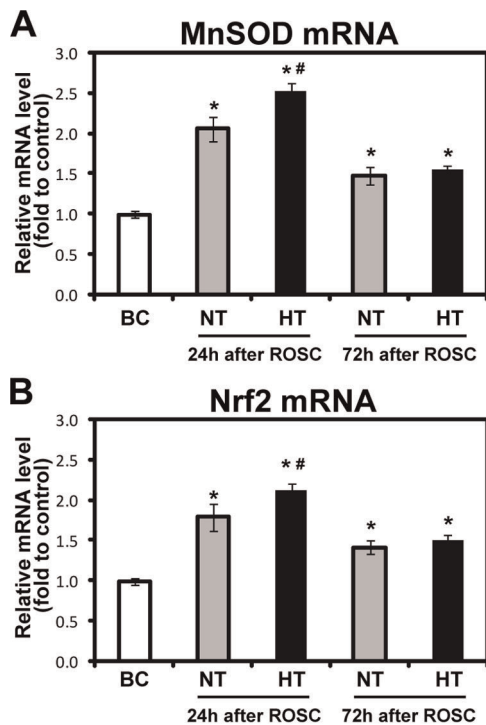 A
MnSOD mRNA
Relative mRNA level
(fold to control)
3.0
2.5
2.0
1.5
1.0
0.5
0.0
*
* #
*
*
BC
NT
HT
NT
HT
24h after ROSC
72h after ROSC
B
Nrf2 mRNA
Relative mRNA level
(fold to control)
3.0
2.5
2.0
1.5
1.0
0.5
0.0
*
* #
*
*
BC
NT
HT
NT
HT
24h after ROSC
72h after ROSC